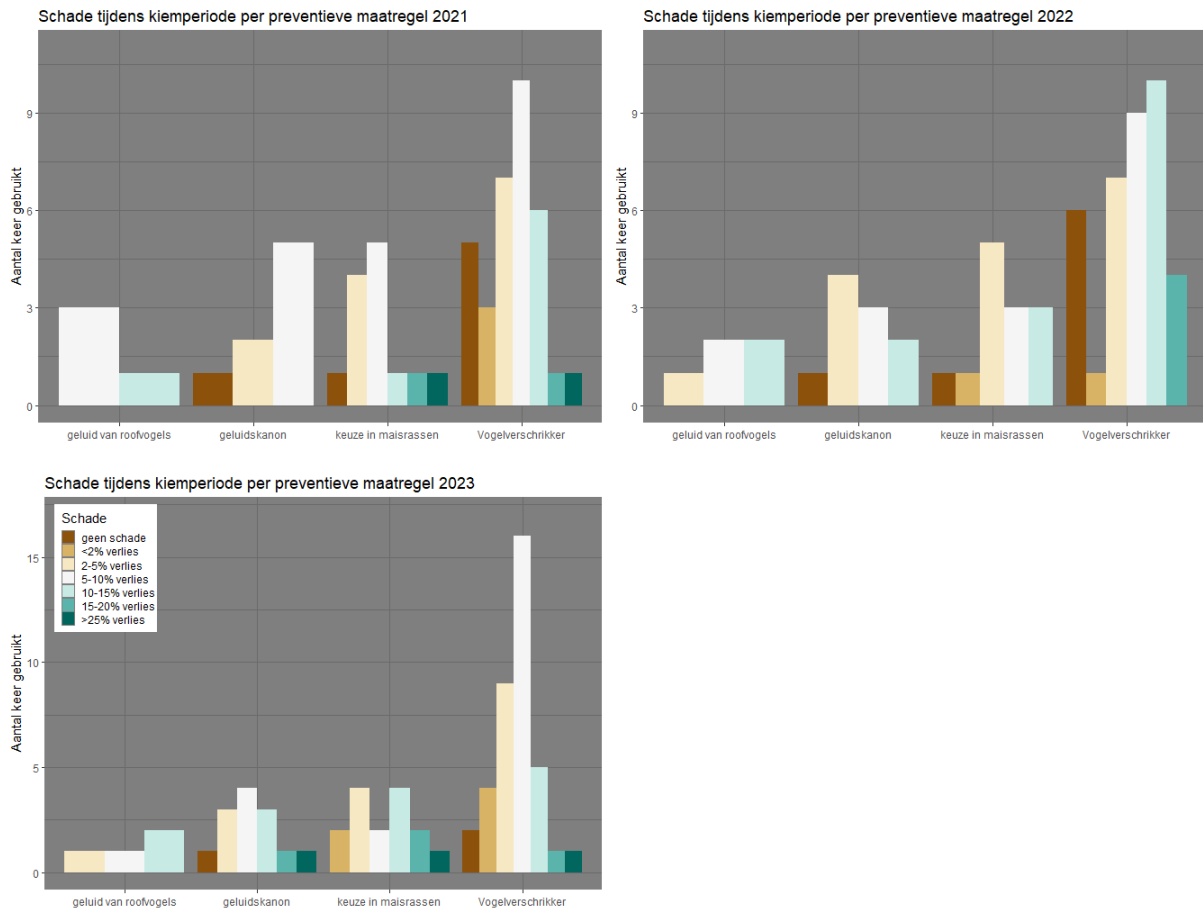 Schade tijdens kiemperiode per preventieve maatregel 2021
Aantal keer gebruikt
9
6
3
0
geluid van roofvogels geluidskanon keuze in maisrassen Vogelverschrikker
Schade tijdens kiemperiode per preventieve maatregel 2022
Aantal keer gebruikt
9
6
3
0
geluid van roofvogels geluidskanon keuze in maisrassen Vogelverschrikker
Schade tijdens kiemperiode per preventieve maatregel 2023
Aantal keer gebruikt
15
10
5
0
Schade
geen schade
<2% verlies
2-5% verlies
5-10% verlies
10-15% verlies
15-20% verlies
>25% verlies
geluid van roofvogels geluidskanon keuze in maisrassen Vogelverschrikker